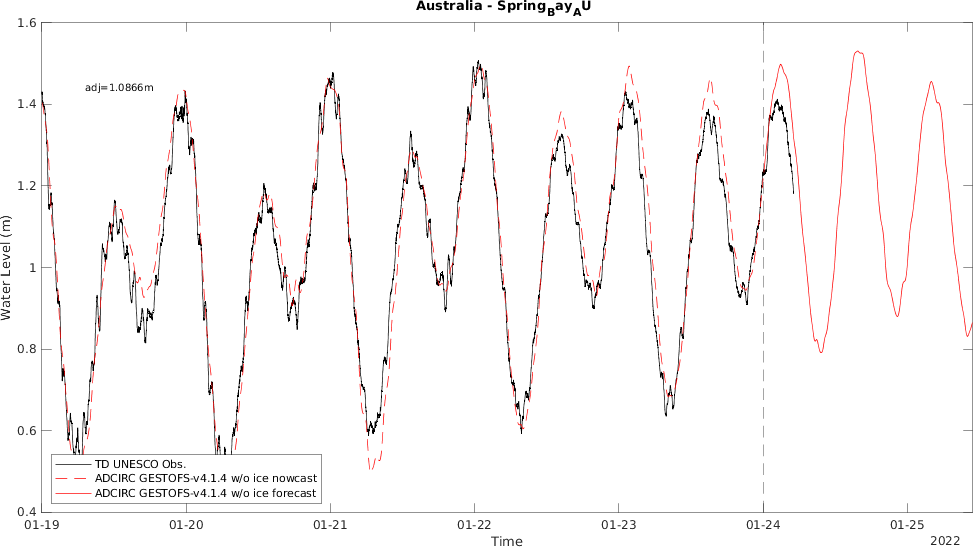 Australia - SpringBayAU
1.6
1.4
1.2
1
0.8
0.6
0.4
Water Level (m)
adj=1.0866m
TD UNESCO Obs.
ADCIRC GESTOFS-v4.1.4 w/o ice nowcast
ADCIRC GESTOFS-v4.1.4 w/o ice forecast
01-19 01-20 01-21 01-22 01-23 01-24 01-25
Time
2022